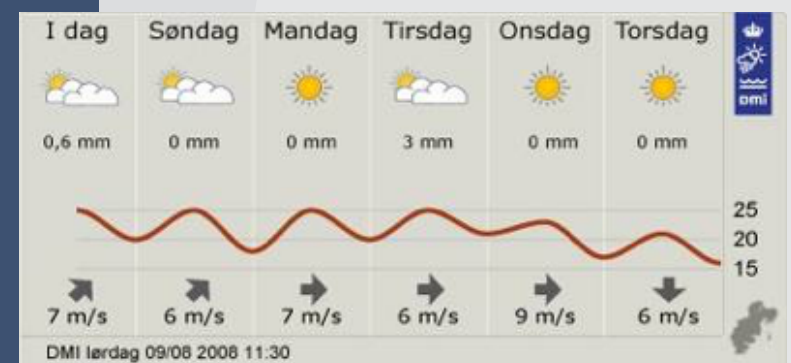 I dag Søndag Mandag Tirsdag Onsdag Torsdag
dmi
0,6 mm 0 mm 0 mm 3 mm 0 mm 0 mm
25
20
15
7 m/s 6 m/s 7 m/s 6 m/s 9 m/s 6 m/s
DMI lørdag 09/08 2008 11:30